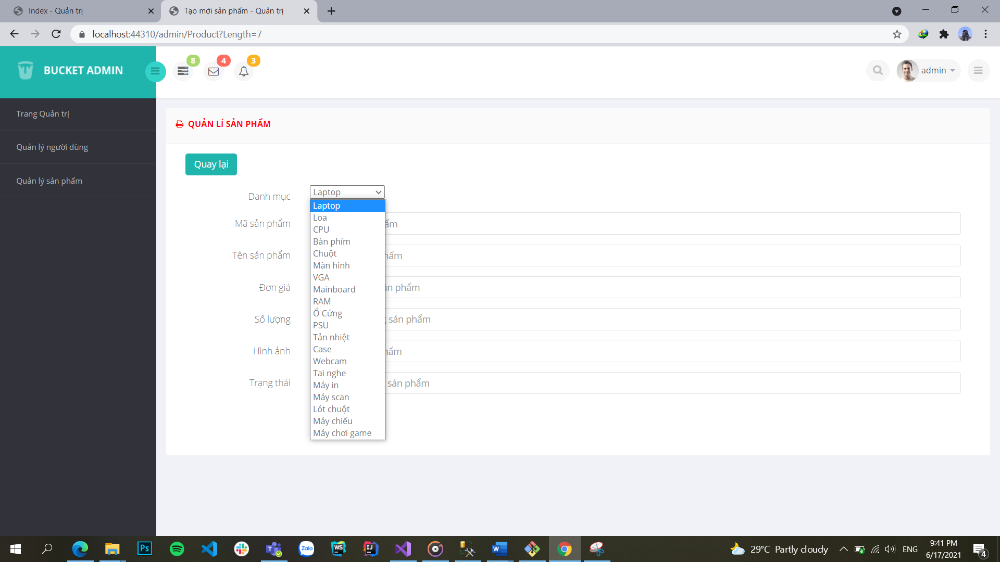 Index - Quản trị
Tạo mới sản phẩm - Quản trị
localhost:44310/admin/Product?Length=7
BUCKET ADMIN
8
4
3
admin
Trang Quản trị
Quản lý người dùng
Quản lý sản phẩm
QUẢN LÍ SẢN PHẨM
Quay lại
Danh mục
Laptop
Laptop
Loa
CPU
Bàn phím
Chuột
Màn hình
VGA
Mainboard
RAM
Ổ Cứng
PSU
Tản nhiệt
Case
Webcam
Tai nghe
Máy in
Máy scan
Lót chuột
Máy chiếu
Máy chơi game
Mã sản phẩm
Tên sản phẩm
Đơn giá
phẩm
Số lượng
sản phẩm
Hình ảnh
Trạng thái
sản phẩm
Ps
Zalo
WS
IJ
29°C Partly cloudy
ENG
9:41 PM
6/17/2021
4